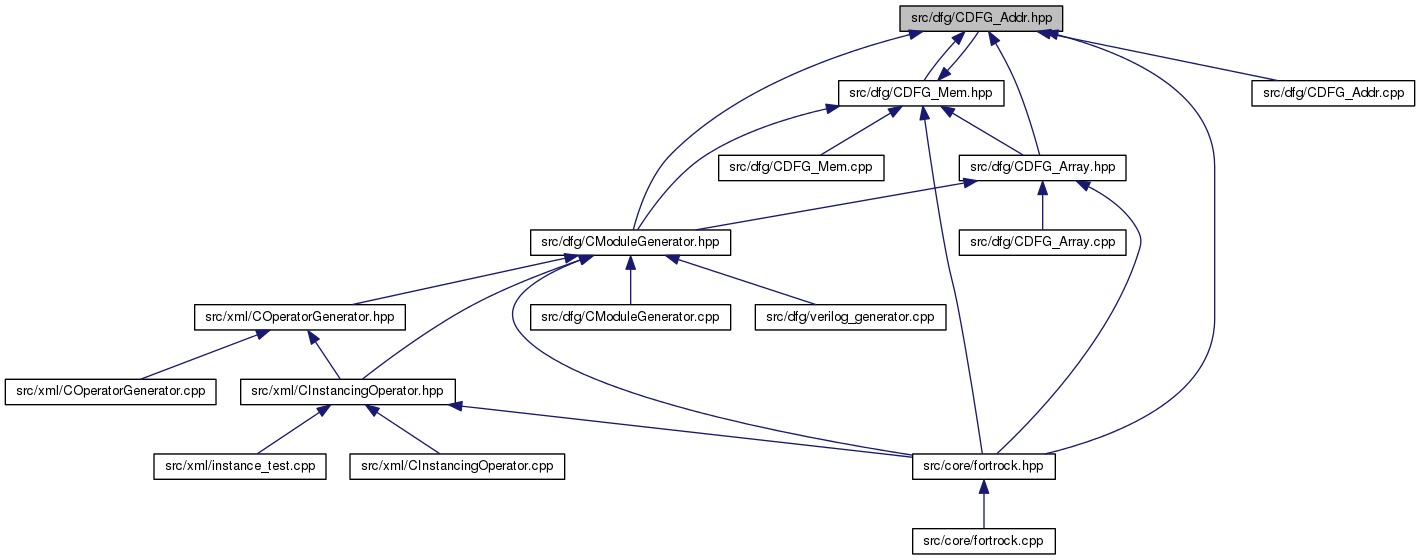 src/dfg/CDFG_Addr.hpp
src/dfg/CDFG_Mem.hpp
src/dfg/CDFG_Addr.cpp
src/dfg/CDFG_Mem.cpp
src/dfg/CDFG_Array.hpp
src/dfg/CModuleGenerator.hpp
src/dfg/CDFG_Array.cpp
src/xml/COperatorGenerator.hpp
src/dfg/CModuleGenerator.cpp
src/dfg/verilog_generator.cpp
src/xml/COperatorGenerator.cpp
src/xml/CInstancingOperator.hpp
src/xml/instance_test.cpp
src/xml/CInstancingOperator.cpp
src/core/fortrock.hpp
src/core/fortrock.cpp